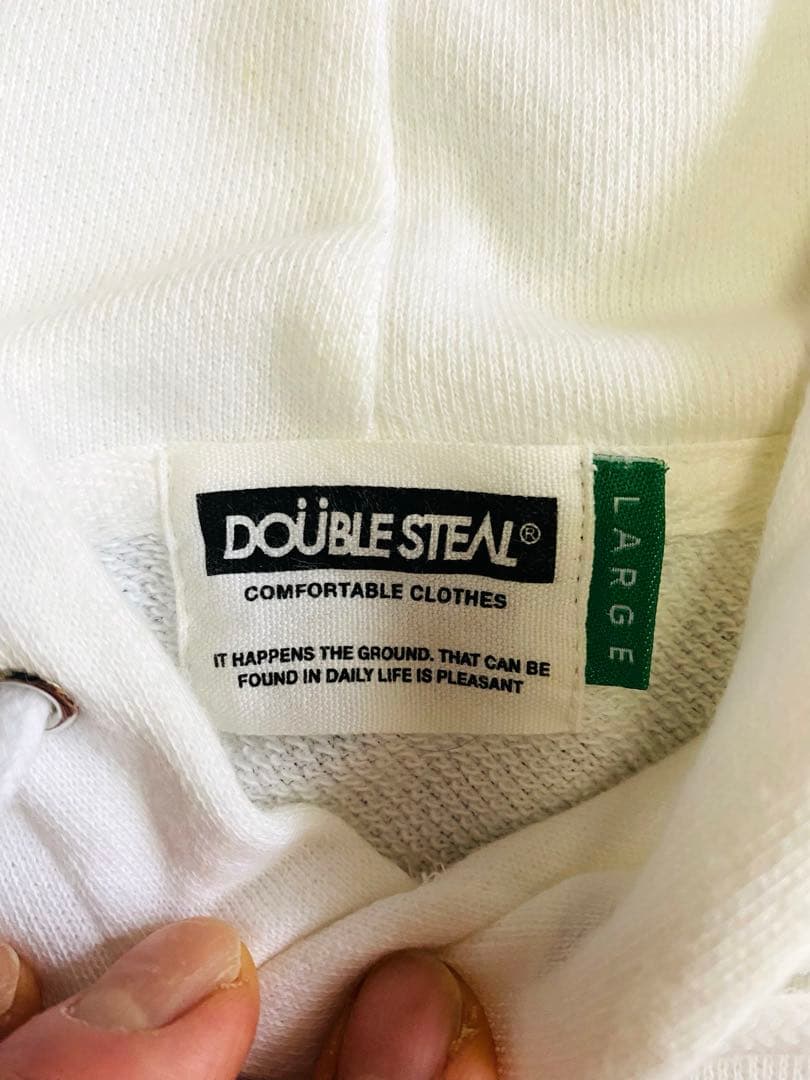 DOÜBLE STEAL®
COMFORTABLE CLOTHES
IT HAPPENS THE GROUND. THAT CAN BE
FOUND IN DAILY LIFE IS PLEASANT
LARGE